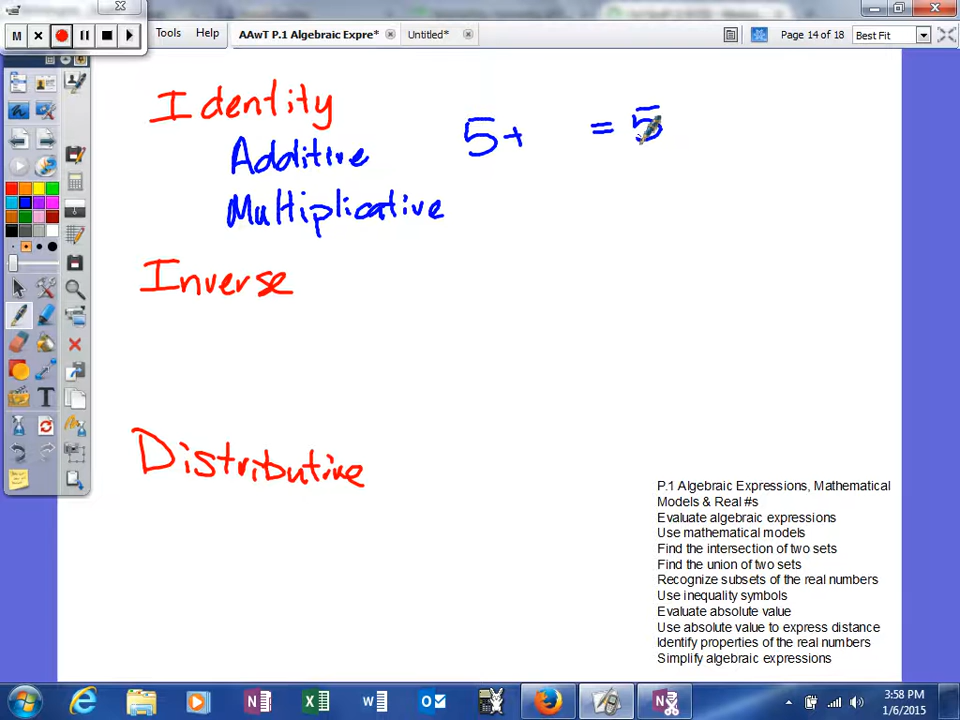 M
Tools Help
AAwT P.1 Algebraic Expre* Untitled*
Page 14 of 18 Best Fit
Identity
5 + = 5
Additive
Multiplicative
Inverse
Distributive
P.1 Algebraic Expressions, Mathematical
Models & Real #s
Evaluate algebraic expressions
Use mathematical models
Find the intersection of two sets
Find the union of two sets
Recognize subsets of the real numbers
Use inequality symbols
Evaluate absolute value
Use absolute value to express distance
Identify properties of the real numbers
Simplify algebraic expressions
3:58 PM
1/6/2015